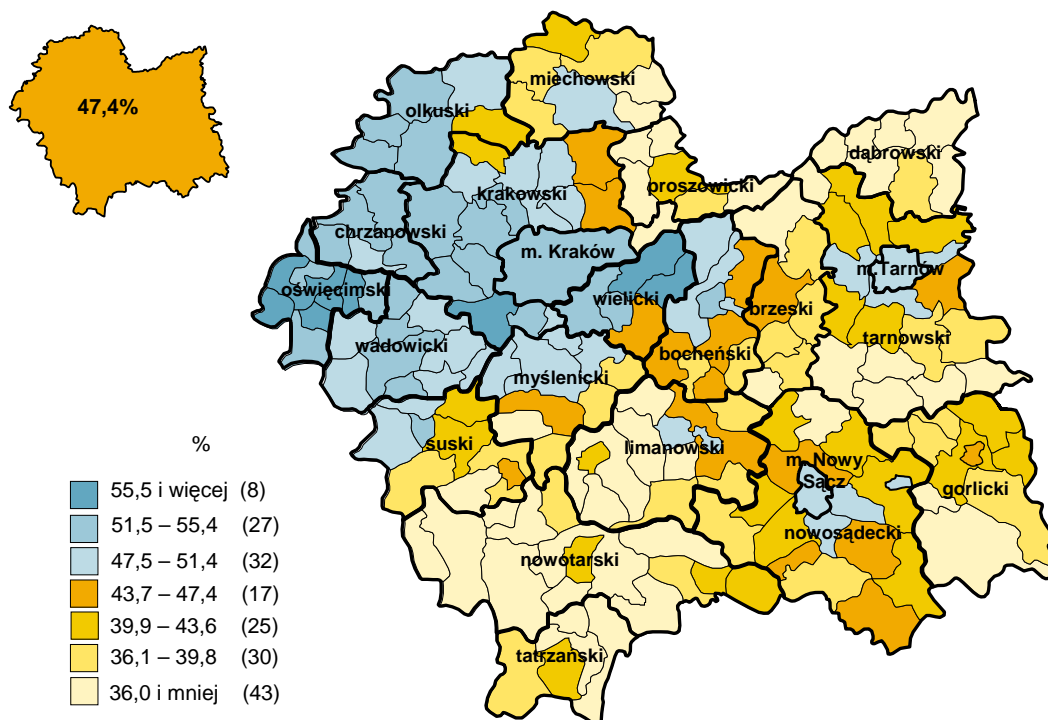 47,4%
miechowski
olkuski
dąbrowski
proszowicki
krakowski
chrzanowski
m. Kraków
m.Tarnów
oświęcimski
wielicki
brzeski
tarnowski
wadowicki
bocheński
myślenicki
suski
limanowski
m. Nowy
Sącz
gorlicki
nowosądecki
nowotarski
tatrzański
%
55,5 i więcej (8)
51,5 – 55,4 (27)
47,5 – 51,4 (32)
43,7 – 47,4 (17)
39,9 – 43,6 (25)
36,1 – 39,8 (30)
36,0 i mniej (43)